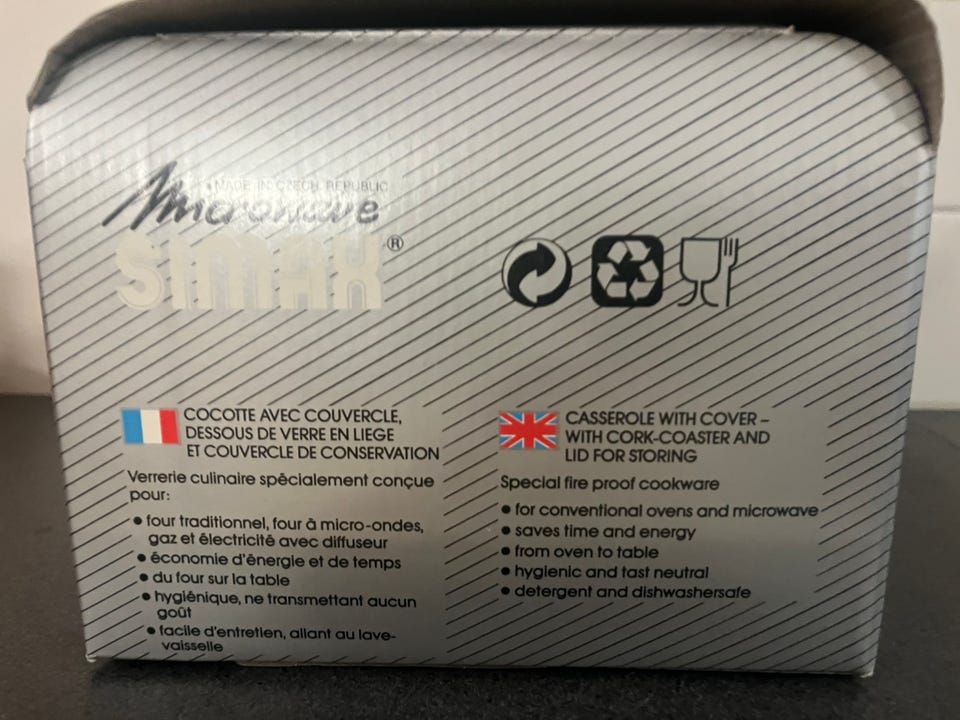 MADE IN CZECH REPUBLIC
Microwave
SIMAX®
COCOTTE AVEC COUVERCLE,
DESSOUS DE VERRE EN LIEGE
ET COUVERCLE DE CONSERVATION
Verrerie culinaire spécialement conçue
pour:
• four traditionnel, four à micro-ondes,
gaz et électricité avec diffuseur
• économie d'énergie et de temps
• du four sur la table
• hygiénique, ne transmettant aucun
goût
• facile d'entretien, allant au lave-
vaisselle
CASSEROLE WITH COVER –
WITH CORK-COASTER AND
LID FOR STORING
Special fire proof cookware
• for conventional ovens and microwave
• saves time and energy
• from oven to table
• hygienic and tast neutral
• detergent and dishwashersafe